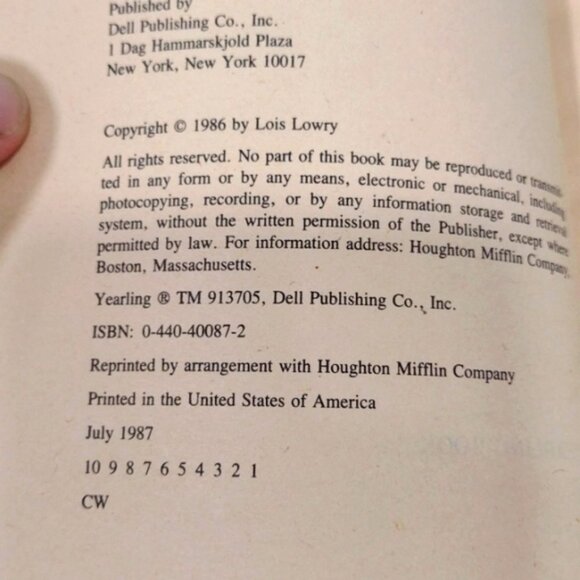 Published by
Dell Publishing Co., Inc.
1 Dag Hammarskjold Plaza
New York, New York 10017
Copyright © 1986 by Lois Lowry
All rights reserved. No part of this book may be reproduced or transmit-
ted in any form or by any means, electronic or mechanical, including
photocopying, recording, or by any information storage and retrieval
system, without the written permission of the Publisher, except where
permitted by law. For information address: Houghton Mifflin Company,
Boston, Massachusetts.
Yearling ® TM 913705, Dell Publishing Co., Inc.
ISBN: 0-440-40087-2
Reprinted by arrangement with Houghton Mifflin Company
Printed in the United States of America
July 1987
10 9 8 7 6 5 4 3 2 1
CW